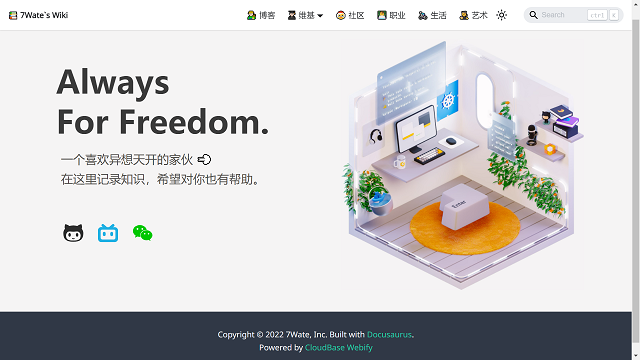 7Wate`s Wiki
博客
维基
社区
职业
生活
艺术
Search
ctrl
K
Always
For Freedom.
一个喜欢异想天开的家伙
在这里记录知识，希望对你也有帮助。
Enter
Copyright © 2022 7Wate, Inc. Built with Docusaurus.
Powered by CloudBase Webify